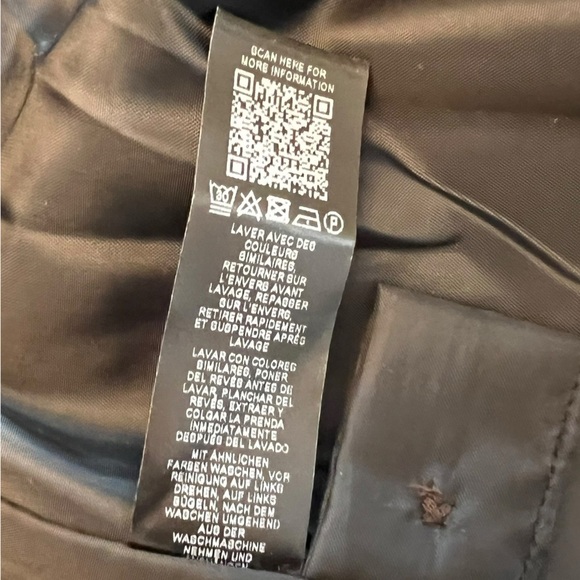 SCAN HERE FOR
MORE INFORMATION
30
P
LAVER AVEC DES
COULEURS
SIMILAIRES,
RETOURNER SUR
L'ENVERS AVANT
LAVAGE, REPASSER
SUR L'ENVERS,
RETIRER RAPIDEMENT
ET SUSPENDRE APRÈS
LAVAGE
LAVAR CON COLORES
SIMILARES, PONER
DEL REVÉS ANTES DE
LAVAR, PLANCHAR DEL
REVÉS, EXTRAER Y
COLGAR LA PRENDA
INMEDIATAMENTE
DESPUÉS DEL LAVADO
MIT ÄHNLICHEN
FARBEN WASCHEN, VOR
REINIGUNG AUF LINKS
DREHEN, AUF LINKS
BÜGELN, NACH DEM
WASCHEN UMGEHEND
AUS DER
WASCHMASCHINE
NEHMEN UND